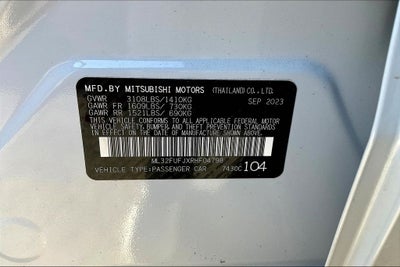 MFD.BY MITSUBISHI MOTORS (THAILAND) CO.,LTD.
GVWR 3108LBS/1410KG SEP 2023
GAWR FR 1609LBS/ 730KG
GAWR RR 1521LBS/ 690KG
THIS VEHICLE CONFORMS TO ALL APPLICABLE FEDERAL MOTOR
VEHICLE SAFETY, BUMPER, AND THEFT PREVENTION STANDARDS
IN EFFECT ON THE DATE OF MANUFACTURE SHOWN ABOVE.
ML32FUFJXRHF04798
VEHICLE TYPE:PASSENGER CAR 7430C 104